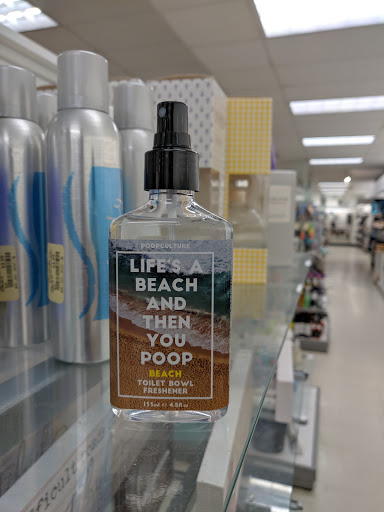 POOPCULTURE
LIFE'S A
BEACH
AND
THEN
YOU
POOP
BEACH
TOILET BOWL
FRESHENER